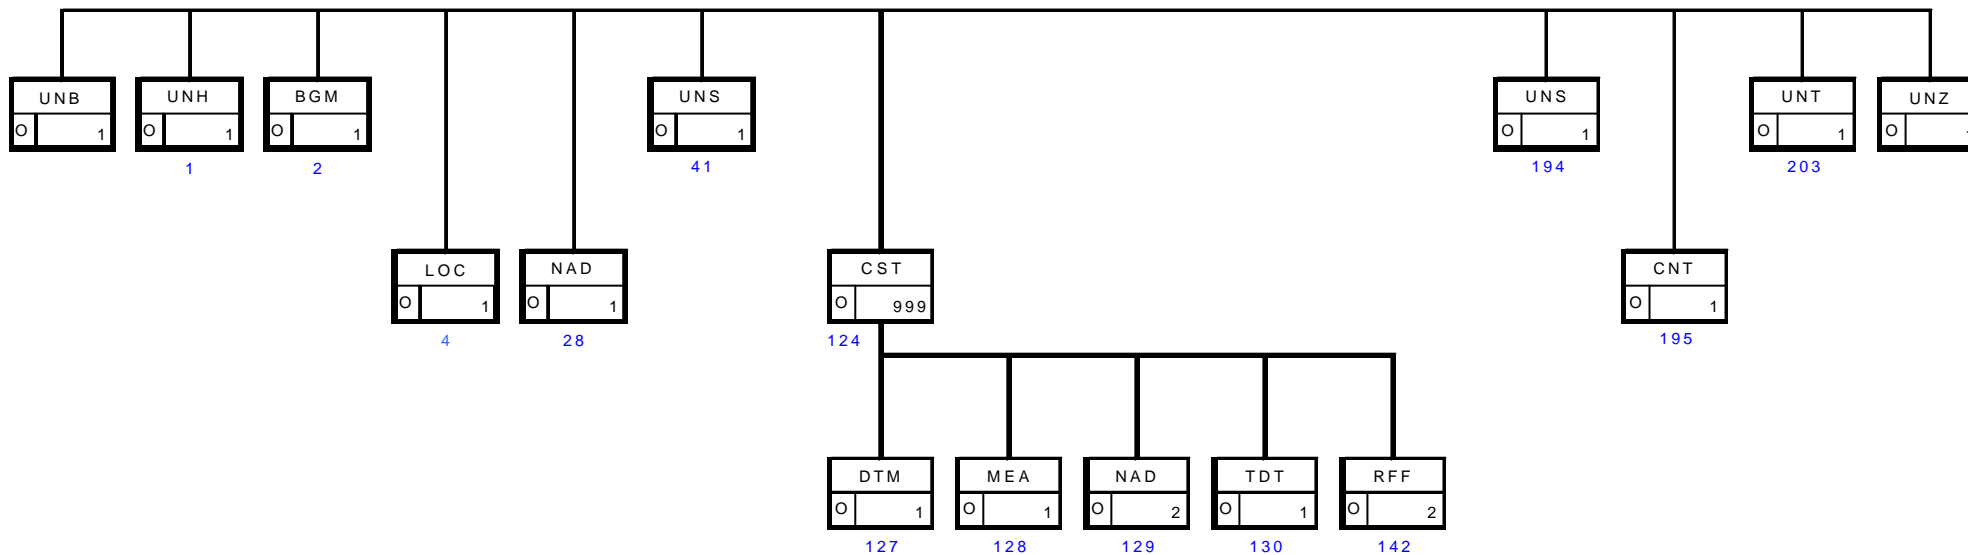 UNB UNH BGM UNS UNS UNT UNZ
O 1 O 1 O 1 O 1 O 1 O 1 O
1 2 41 194 203
LOC NAD CST CNT
O 1 O 1 O 999 O 1
4 28 124 195
DTM MEA NAD TDT RFF
O 1 O 1 O 2 O 1 O 2
127 128 129 130 142